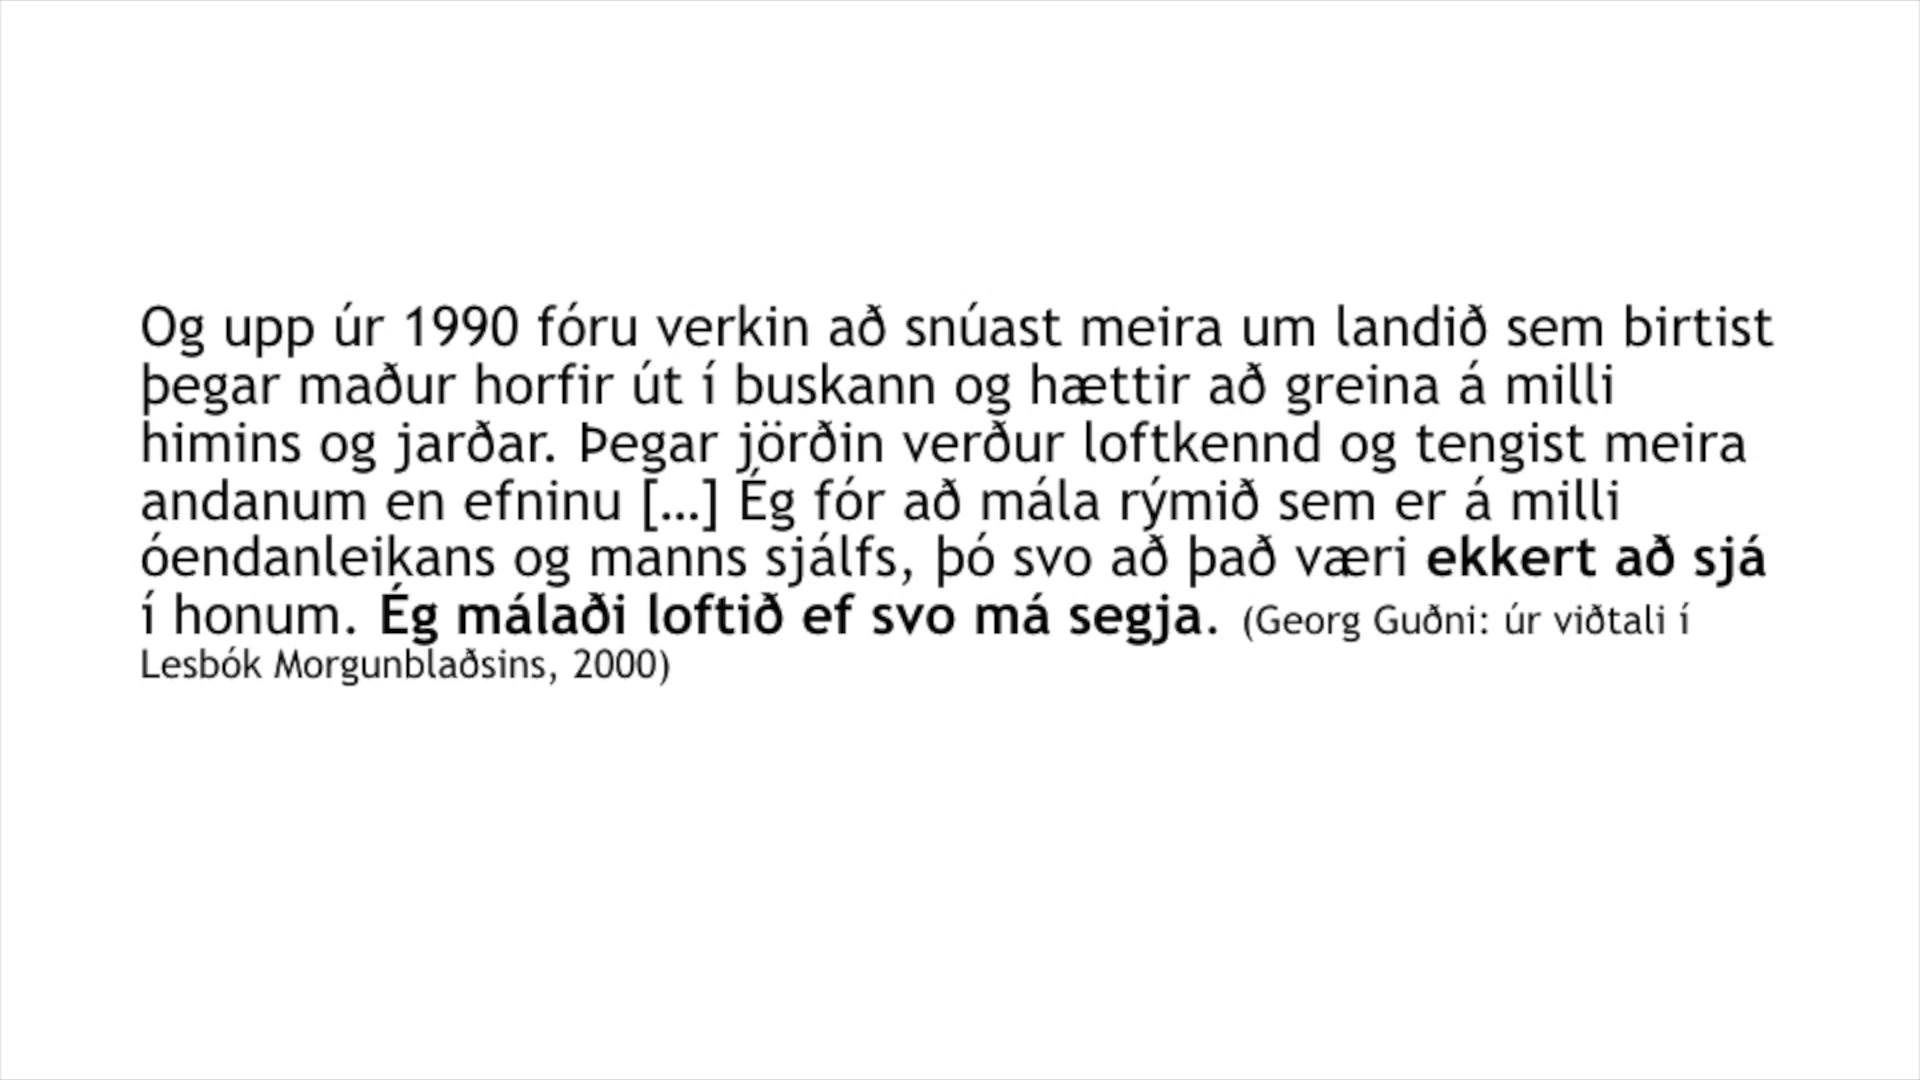 Og upp úr 1990 fóru verkin að snúast meira um landið sem birtist
þegar maður horfir út í buskann og hættir að greina á milli
himins og jarðar. Þegar jörðin verður loftkennd og tengist meira
andanum en efninu […] Ég fór að mála rýmið sem er á milli
óendanleikans og manns sjálfs, þó svo að það væri ekkert að sjá
í honum. Ég málaði loftið ef svo má segja. (Georg Guðni: úr viðtali í
Lesbók Morgunblaðsins, 2000)